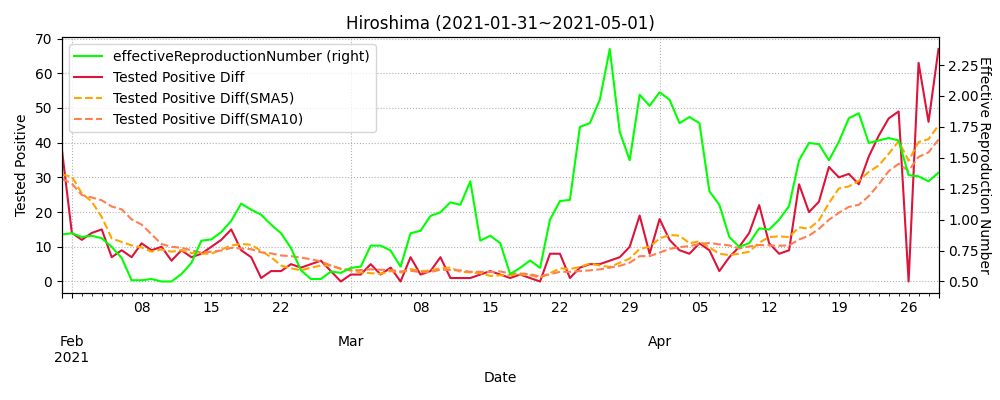 Hiroshima (2021-01-31~2021-05-01)
effectiveReproductionNumber (right)
Tested Positive Diff
Tested Positive Diff(SMA5)
Tested Positive Diff(SMA10)
Tested Positive
70
60
50
40
30
20
10
0
Effective Reproduction Number
2.25
2.00
1.75
1.50
1.25
1.00
0.75
0.50
08 15 22 08 15 22 29 05 12 19 26
Feb Mar Apr
2021
Date